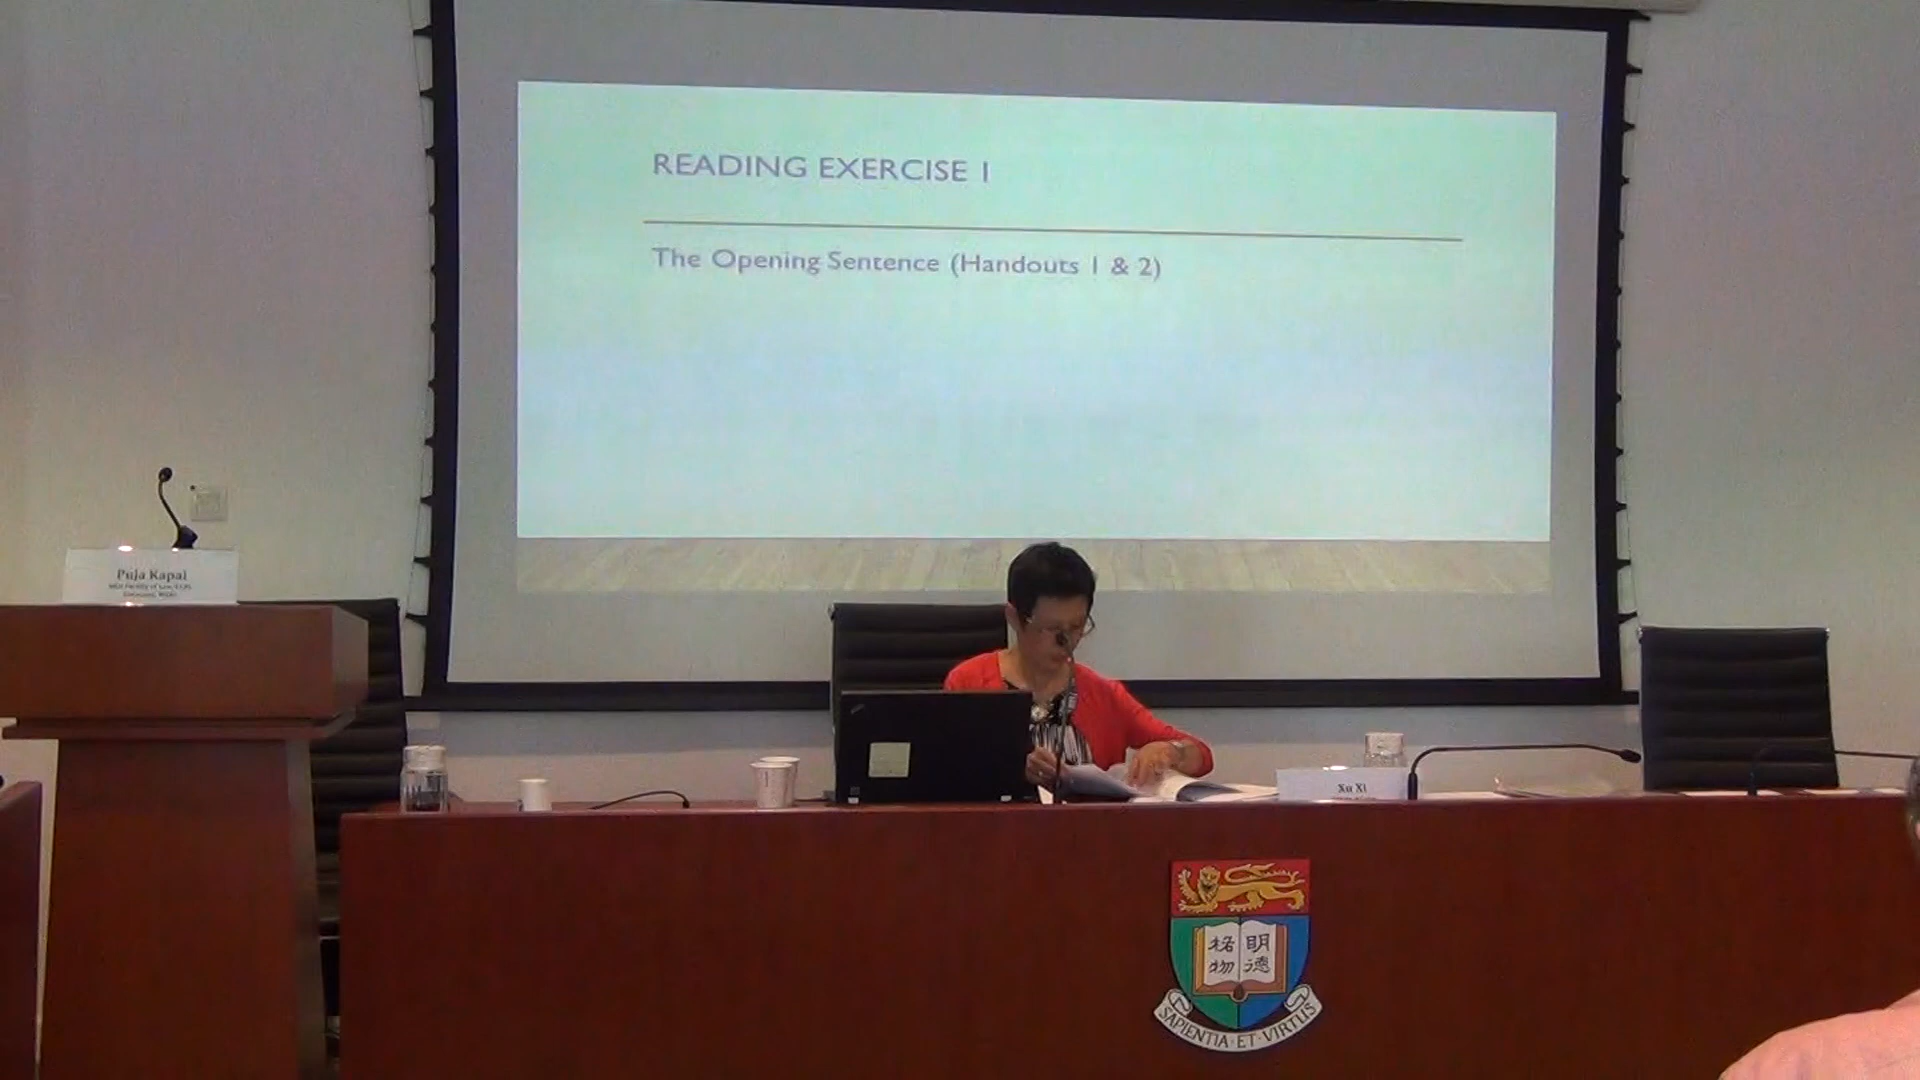 READING EXERCISE 1
The Opening Sentence (Handouts 1 & 2)
Puja Kapai
Xu Xi
明德
格物
SAPIENTIA·ET·VIRTUS